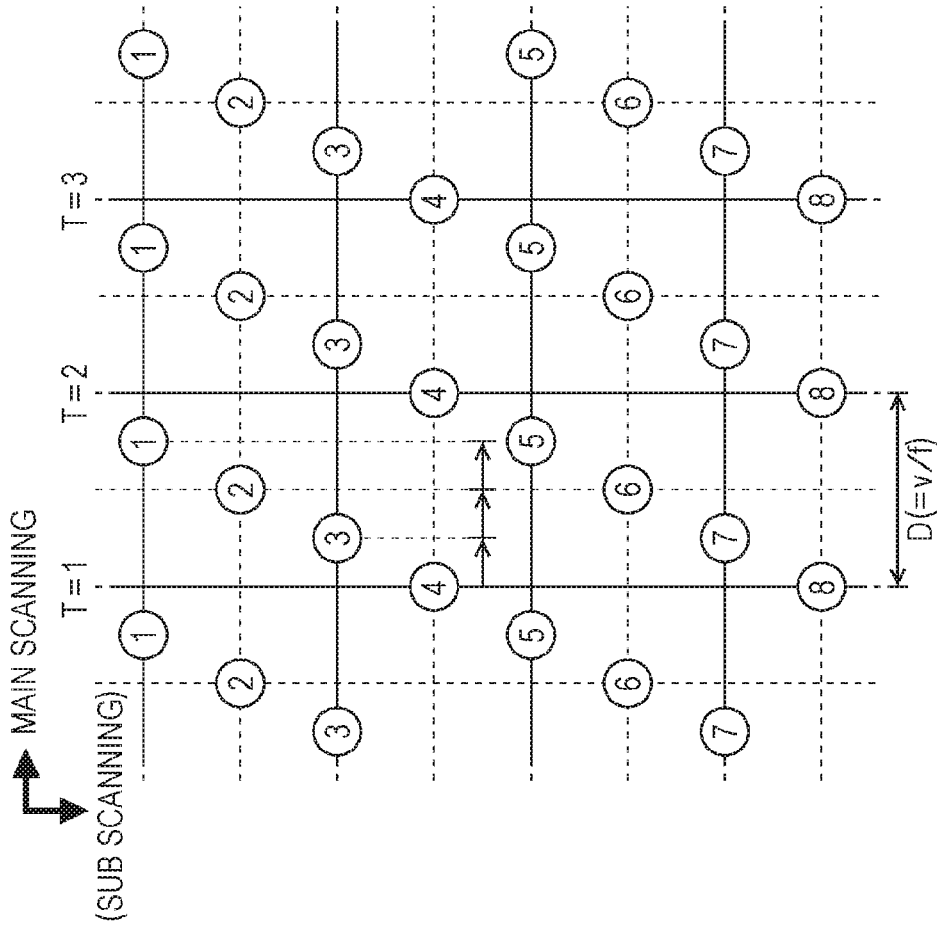 MAIN SCANNING
(SUB SCANNING)
T=1 T=2 T=3
1 1 1 1
2 2 2 2
3 3 3 3
4 4 4
5 5 5 5
6 6 6 6
7 7 7 7
8 8 8
D(=v/f)